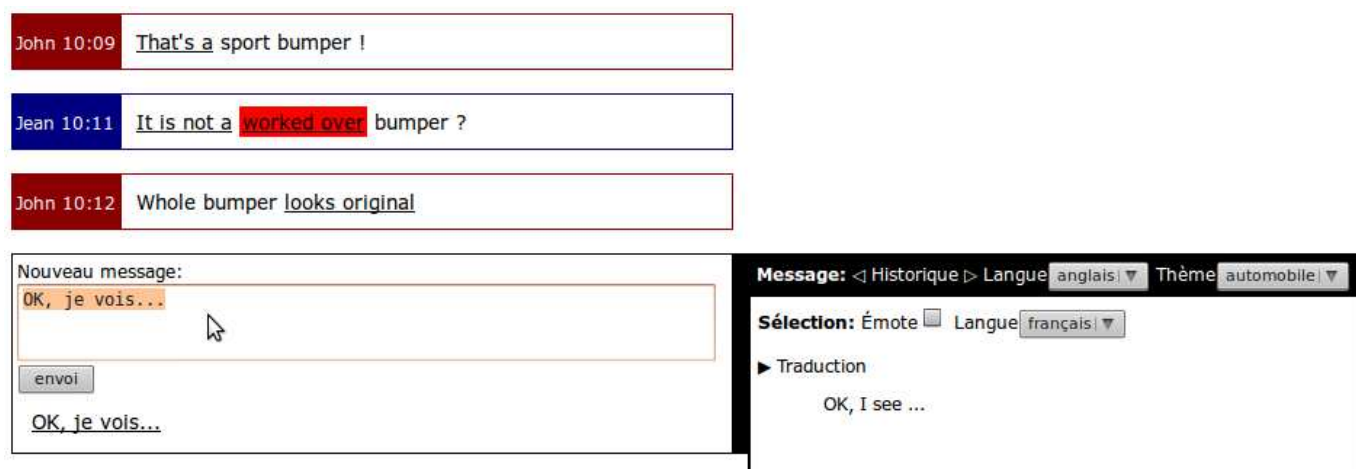 John 10:09 That's a sport bumper !
Jean 10:11 It is not a worked over bumper ?
John 10:12 Whole bumper looks original
Nouveau message:
OK, je vois...
envoi
OK, je vois...
Message: ◁ Historique ▷ Langue anglais ▼ Thème automobile ▼
Sélection: Émote Langue français ▼
▶ Traduction
OK, I see ...